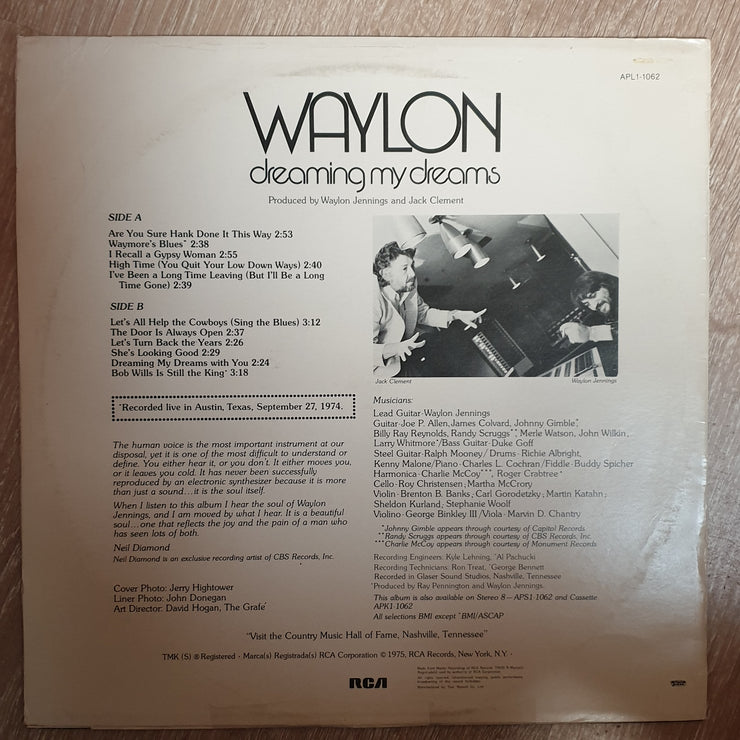 APL1-1062
WAYLON
dreaming my dreams
Produced by Waylon Jennings and Jack Clement
SIDE A
Are You Sure Hank Done It This Way 2:53
Waymore's Blues* 2:38
I Recall a Gypsy Woman 2:55
High Time (You Quit Your Low Down Ways) 2:40
I've Been a Long Time Leaving (But I'll Be a Long
Time Gone) 2:39
SIDE B
Let's All Help the Cowboys (Sing the Blues) 3:12
The Door Is Always Open 2:37
Let's Turn Back the Years 2:26
She's Looking Good 2:29
Dreaming My Dreams with You 2:24
Bob Wills Is Still the King* 3:18
*Recorded live in Austin, Texas, September 27, 1974.
The human voice is the most important instrument at our
disposal, yet it is one of the most difficult to understand or
define. You either hear it, or you don't. It either moves you,
or it leaves you cold. It has never been successfully
reproduced by an electronic synthesizer because it is more
than just a sound...it is the soul itself.
When I listen to this album I hear the soul of Waylon
Jennings, and I am moved by what I hear. It is a beautiful
soul...one that reflects the joy and the pain of a man who
has seen lots of both.
Neil Diamond
Neil Diamond is an exclusive recording artist of CBS Records, Inc.
Cover Photo: Jerry Hightower
Liner Photo: John Donegan
Art Director: David Hogan, The Grafe
Jack Clement
Waylon Jennings
Musicians:
Lead Guitar-Waylon Jennings
Guitar-Joe P. Allen, James Colvard, Johnny Gimble*,
Billy Ray Reynolds, Randy Scruggs**, Merle Watson, John Wilkin,
Larry Whitmore*/Bass Guitar-Duke Goff
Steel Guitar-Ralph Mooney/Drums-Richie Albright,
Kenny Malone/Piano-Charles L. Cochran/Fiddle-Buddy Spicher
Harmonica-Charlie McCoy***, Roger Crabtree*
Cello-Roy Christensen; Martha McCrory
Violin-Brenton B. Banks; Carl Gorodetzky; Martin Katahn;
Sheldon Kurland; Stephanie Woolf
Violino-George Binkley III/Viola-Marvin D. Chantry
*Johnny Gimble appears through courtesy of Capitol Records
**Randy Scruggs appears through courtesy of CBS Records, Inc.
***Charlie McCoy appears through courtesy of Monument Records
Recording Engineers: Kyle Lehning, *Al Pachucki
Recording Technicians: Ron Treat, *George Bennett
Recorded in Glaser Sound Studios, Nashville, Tennessee
*Produced by Ray Pennington and Waylon Jennings.
This album is also available on Stereo 8—APS1-1062 and Cassette
APK1-1062
All selections BMI except *BMI/ASCAP
"Visit the Country Music Hall of Fame, Nashville, Tennessee"
TMK (S) ® Registered · Marca(s) Registrada(s) RCA Corporation © 1975, RCA Records, New York, N.Y.
RCA